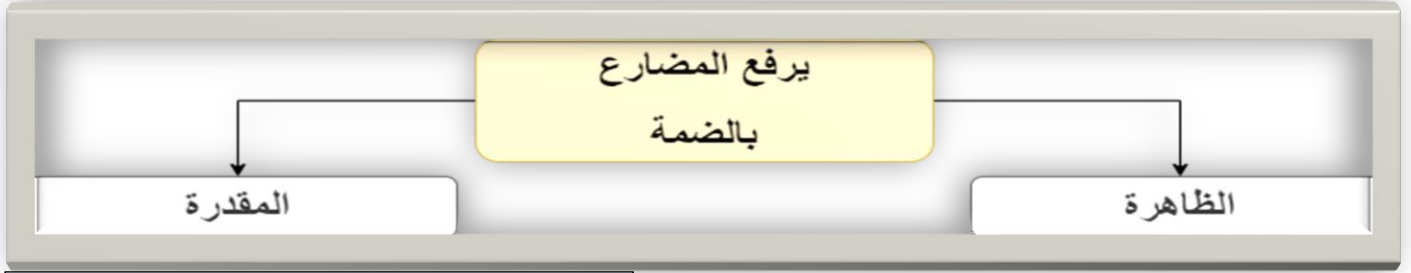 يرفع المضارع
بالضمة
الظاهرة
المقدرة